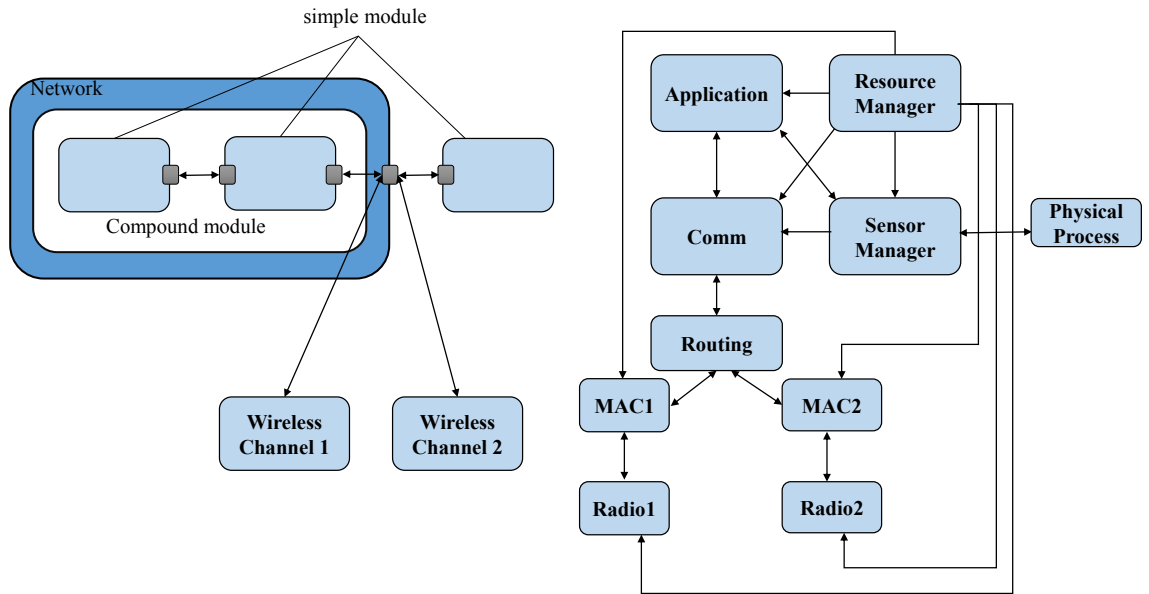 simple module
Network
Compound module
Wireless
Channel 1
Wireless
Channel 2
Application
Resource
Manager
Comm
Sensor
Manager
Physical
Process
Routing
MAC1
MAC2
Radio1
Radio2